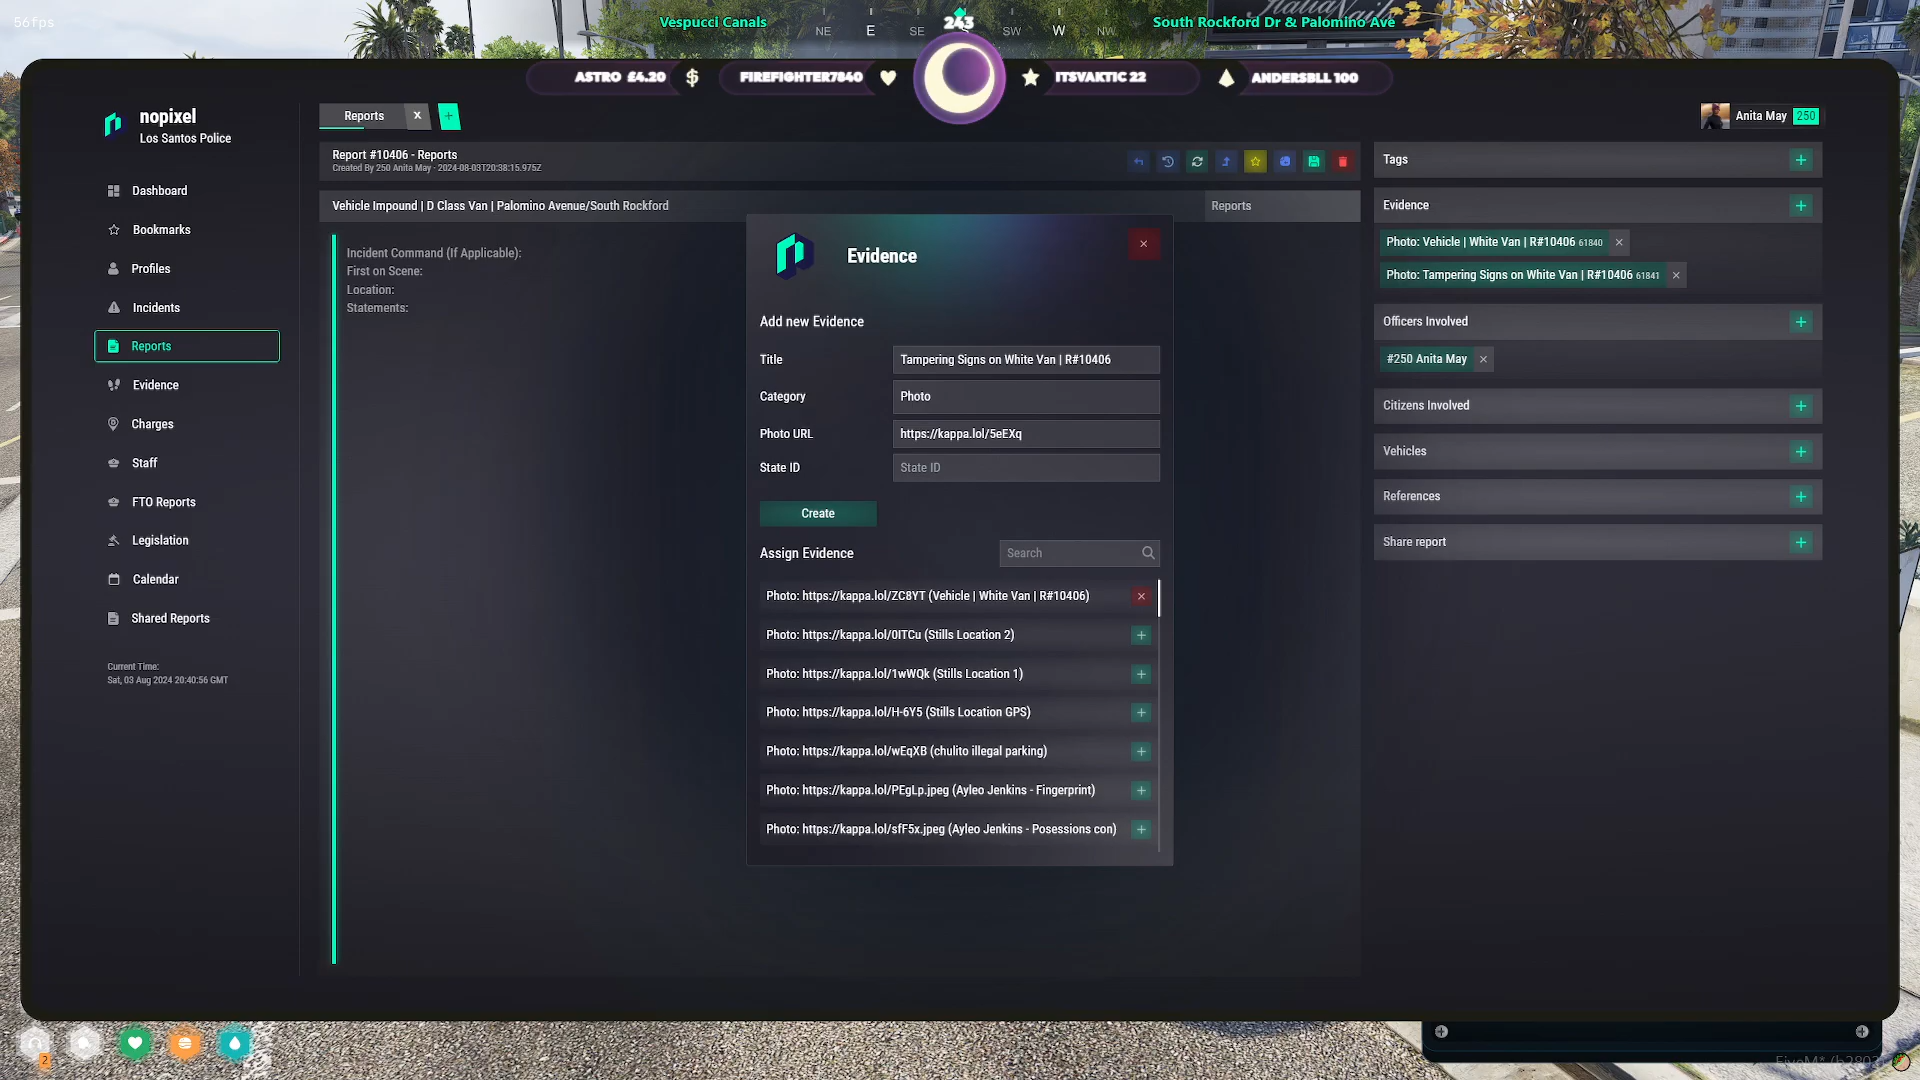 56fps
Vespucci Canals
NE
E
SE
243
SW
W
NW
South Rockford Dr & Palomino Ave
ASTRO £4.20
FIREFIGHTER7840
ITSVAKTIC 22
ANDERSBLL 100
nopixel
Los Santos Police
Dashboard
Bookmarks
Profiles
Incidents
Reports
Evidence
Charges
Staff
FTO Reports
Legislation
Calendar
Shared Reports
Current Time:
Sat, 03 Aug 2024 20:40:56 GMT
Reports
Anita May 250
Report #10406 - Reports
Created By 250 Anita May - 2024-08-03T20:38:15.975Z
Vehicle Impound | D Class Van | Palomino Avenue/South Rockford
Reports
Incident Command (If Applicable):
First on Scene:
Location:
Statements:
Evidence
Add new Evidence
Title
Tampering Signs on White Van | R#10406
Category
Photo
Photo URL
https://kappa.lol/5eEXq
State ID
State ID
Create
Assign Evidence
Search
Photo: https://kappa.lol/ZC8YT (Vehicle | White Van | R#10406)
Photo: https://kappa.lol/0ITCu (Stills Location 2)
Photo: https://kappa.lol/1wWQk (Stills Location 1)
Photo: https://kappa.lol/H-6Y5 (Stills Location GPS)
Photo: https://kappa.lol/wEqXB (chulito illegal parking)
Photo: https://kappa.lol/PEgLp.jpeg (Ayleo Jenkins - Fingerprint)
Photo: https://kappa.lol/sfF5x.jpeg (Ayleo Jenkins - Posessions con)
Tags
Evidence
Photo: Vehicle | White Van | R#10406 61840
Photo: Tampering Signs on White Van | R#10406 61841
Officers Involved
#250 Anita May
Citizens Involved
Vehicles
References
Share report
2